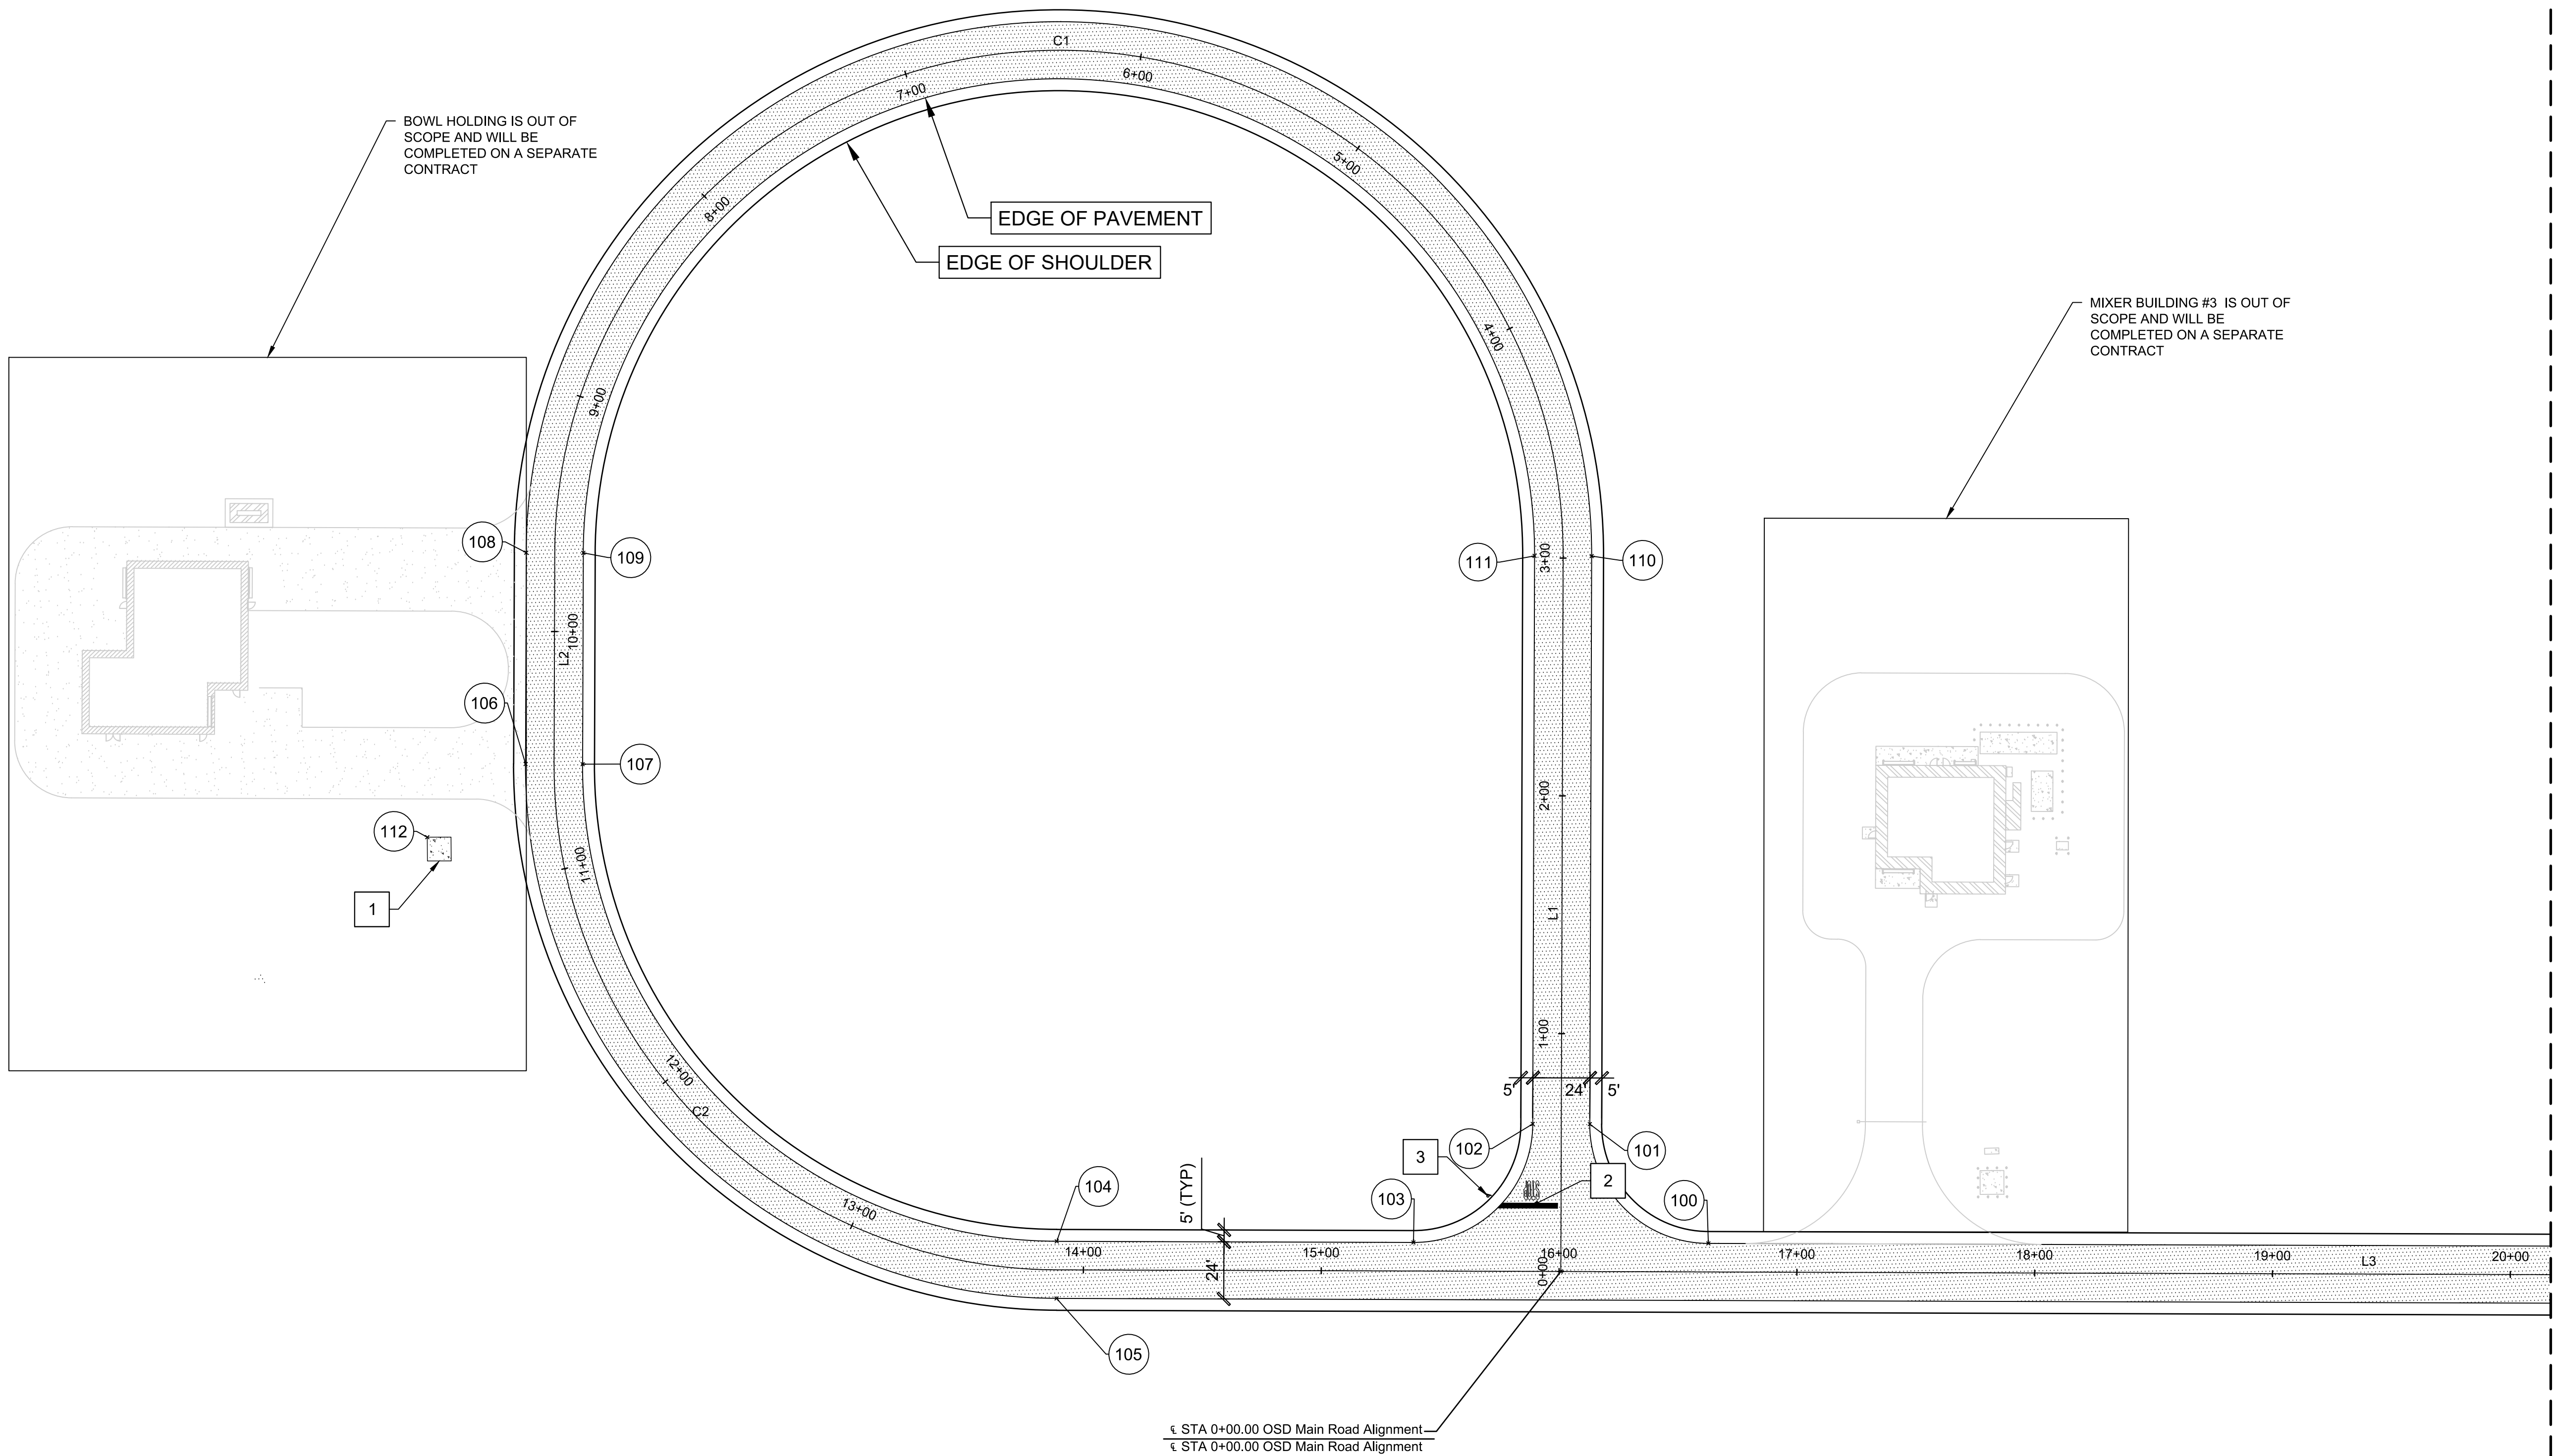 C1
6+00
7+00
BOWL HOLDING IS OUT OF
SCOPE AND WILL BE
COMPLETED ON A SEPARATE
CONTRACT
5+00
8+00
EDGE OF PAVEMENT
EDGE OF SHOULDER
MIXER BUILDING #3 IS OUT OF
SCOPE AND WILL BE
COMPLETED ON A SEPARATE
CONTRACT
4+00
9+00
108
109
111
3+00
110
10+00
L2
106
107
2+00
112
11+00
1
L1
1+00
12+00
5'
24'
5'
C2
102
101
3
2
STOP
104
5' (TYP)
103
100
13+00
14+00
15+00
16+00
17+00
18+00
19+00
L3
20+00
24'
0+00
105
℄ STA 0+00.00 OSD Main Road Alignment
℄ STA 0+00.00 OSD Main Road Alignment